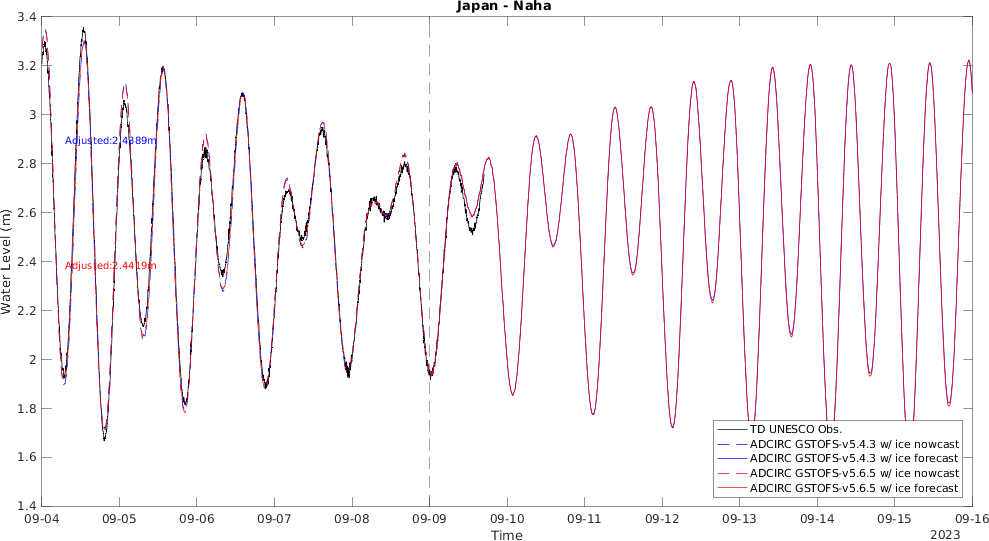 Japan - Naha
3.4
3.2
3
2.8
2.6
2.4
2.2
2
1.8
1.6
1.4
Water Level (m)
Adjusted:2.4389m
Adjusted:2.4419m
TD UNESCO Obs.
ADCIRC GSTOFS-v5.4.3 w/ ice nowcast
ADCIRC GSTOFS-v5.4.3 w/ ice forecast
ADCIRC GSTOFS-v5.6.5 w/ ice nowcast
ADCIRC GSTOFS-v5.6.5 w/ ice forecast
09-04 09-05 09-06 09-07 09-08 09-09 09-10 09-11 09-12 09-13 09-14 09-15 09-16
Time
2023